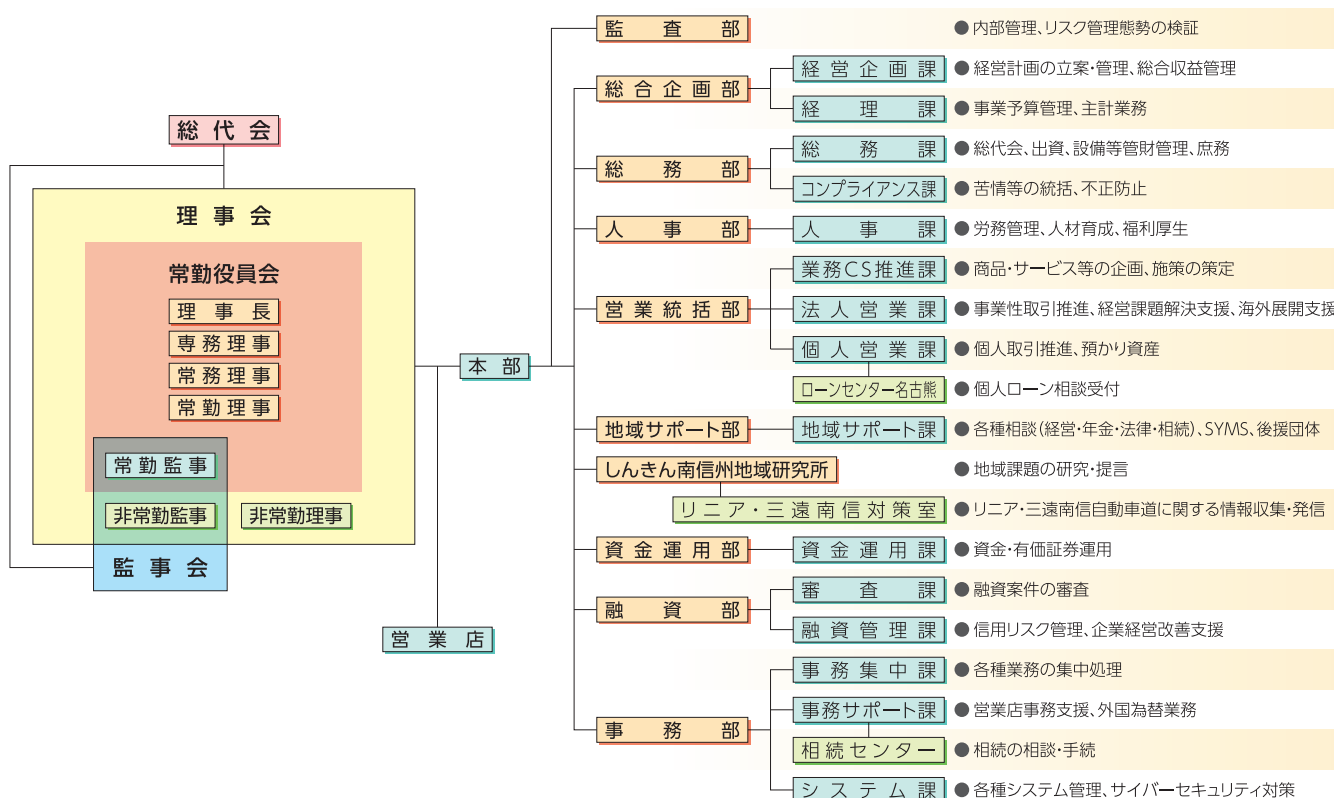 総代会
理事会
常勤役員会
理事長
専務理事
常務理事
常勤理事
常勤監事
非常勤監事
非常勤理事
監事会
本部
営業店
監査部
●内部管理、リスク管理態勢の検証
総合企画部
経営企画課
●経営計画の立案・管理、総合収益管理
経理課
●事業予算管理、主計業務
総務部
総務課
●総代会、出資、設備等管財管理、庶務
コンプライアンス課
●苦情等の統括、不正防止
人事部
人事課
●労務管理、人材育成、福利厚生
営業統括部
業務CS推進課
●商品・サービス等の企画、施策の策定
法人営業課
●事業性取引推進、経営課題解決支援、海外展開支援
個人営業課
●個人取引推進、預かり資産
ローンセンター名古熊
●個人ローン相談受付
地域サポート部
地域サポート課
●各種相談(経営・年金・法律・相続)、SYMS、後援団体
しんきん南信州地域研究所
●地域課題の研究・提言
リニア・三遠南信対策室
●リニア・三遠南信自動車道に関する情報収集・発信
資金運用部
資金運用課
●資金・有価証券運用
融資部
審査課
●融資案件の審査
融資管理課
●信用リスク管理、企業経営改善支援
事務部
事務集中課
●各種業務の集中処理
事務サポート課
●営業店事務支援、外国為替業務
相続センター
●相続の相談・手続
システム課
●各種システム管理、サイバーセキュリティ対策